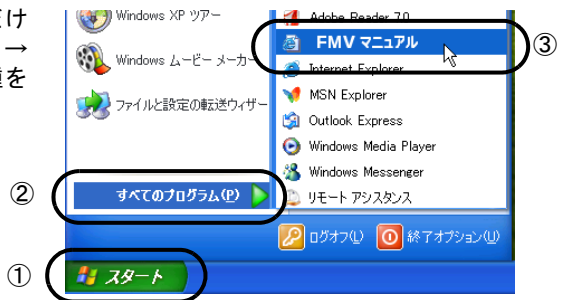 け
→
を
Windows XP ツアー
Windows ムービー メーカー
ファイルと設定の転送ウィザー
② すべてのプログラム(P)
① スタート
Adobe Reader 7.0
FMV マニュアル ③
Internet Explorer
MSN Explorer
Outlook Express
Windows Media Player
Windows Messenger
リモート アシスタンス
ログオフ(L) 終了オプション(U)